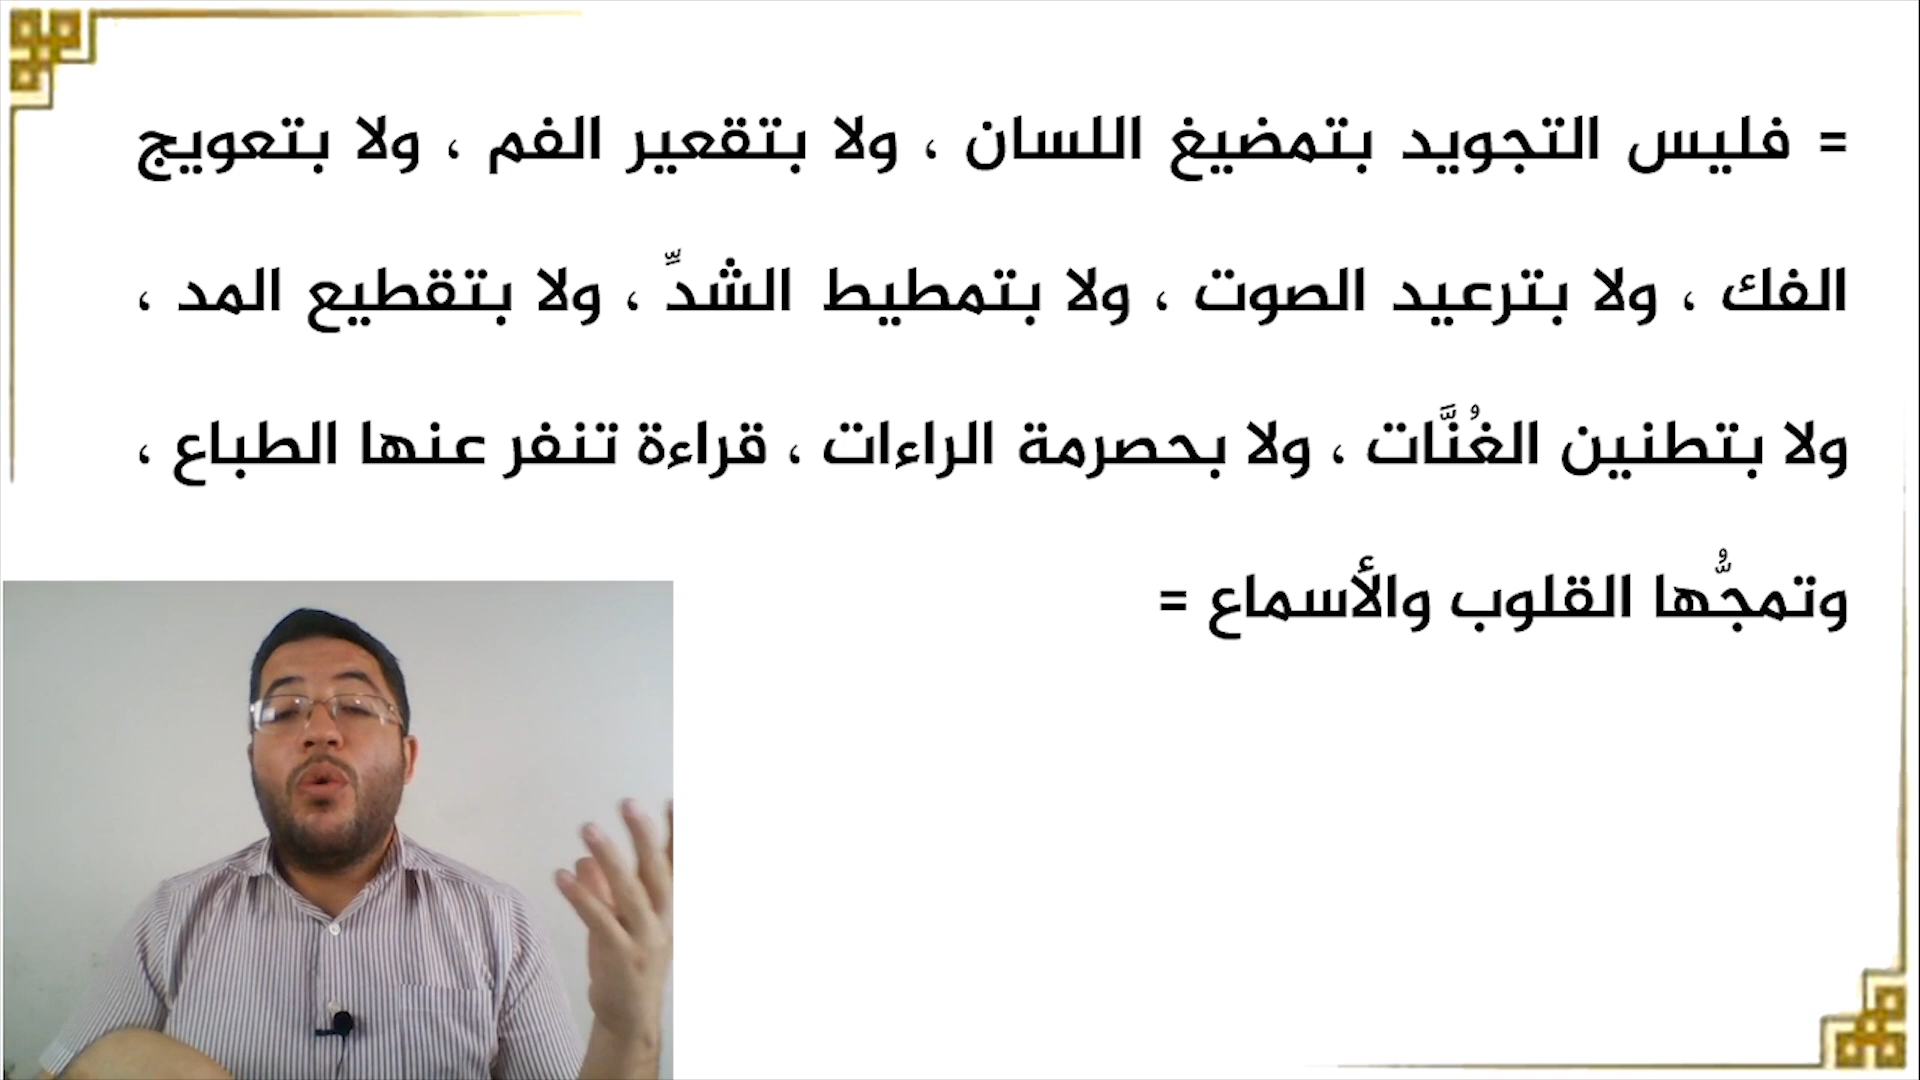 = فليس التجويد بتمضيغ اللسان ، ولا بتقعير الفم ، ولا بتعويج
الفك ، ولا بترعيد الصوت ، ولا بتمطيط الشدِّ ، ولا بتقطيع المد ،
ولا بتطنين الغُنَّات ، ولا بحصرمة الراءات ، قراءة تنفر عنها الطباع ،
وتمجُّها القلوب والأسماع =